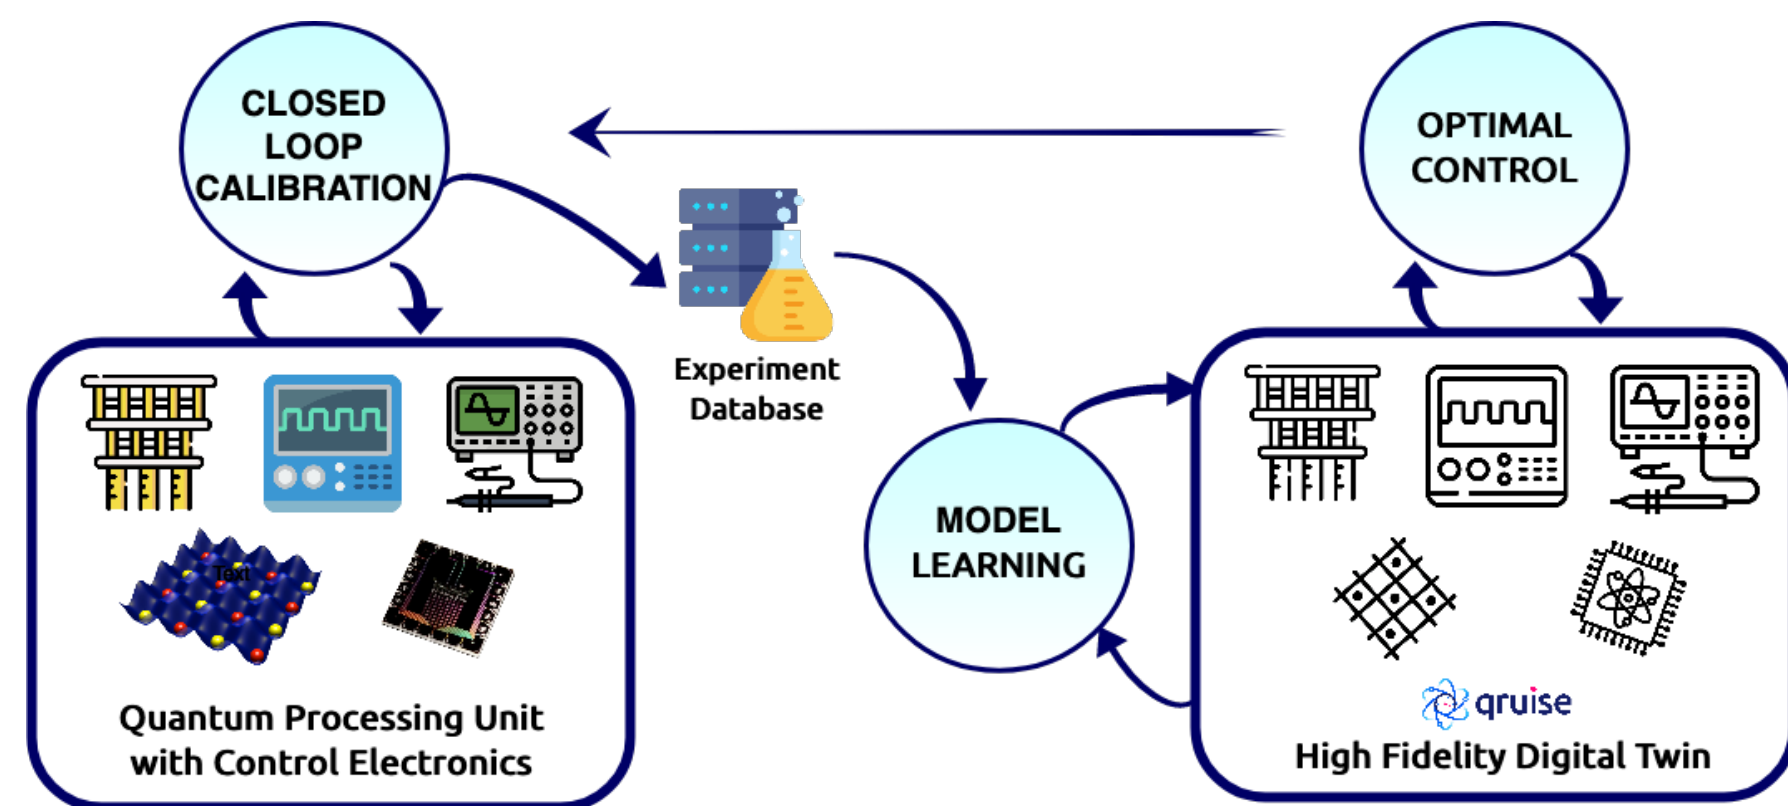 CLOSED
LOOP
CALIBRATION
OPTIMAL
CONTROL
Experiment
Database
MODEL
LEARNING
Text
Quantum Processing Unit
with Control Electronics
qruise
High Fidelity Digital Twin